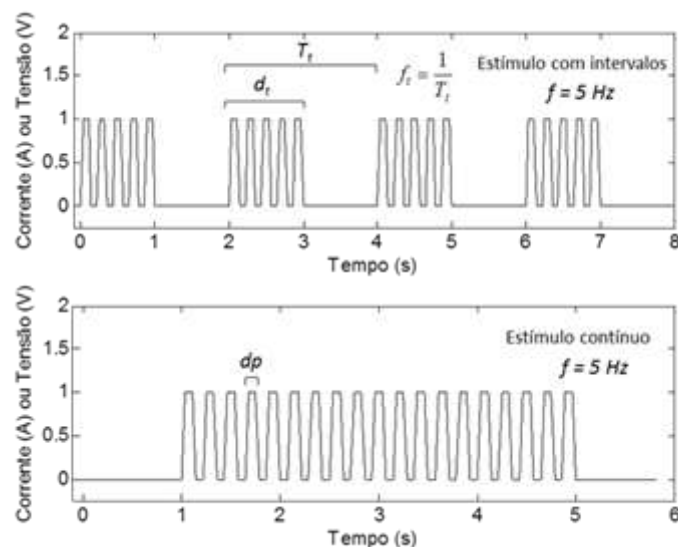 Corrente (A) ou Tensão (V)
2
1.5
1
0.5
0
T_t
d_t
f_t = 1/T_t
Estímulo com intervalos
f = 5 Hz
0 1 2 3 4 5 6 7 8
Tempo (s)
Corrente (A) ou Tensão (V)
2
1.5
1
0.5
0
dp
Estímulo contínuo
f = 5 Hz
0 1 2 3 4 5 6
Tempo (s)